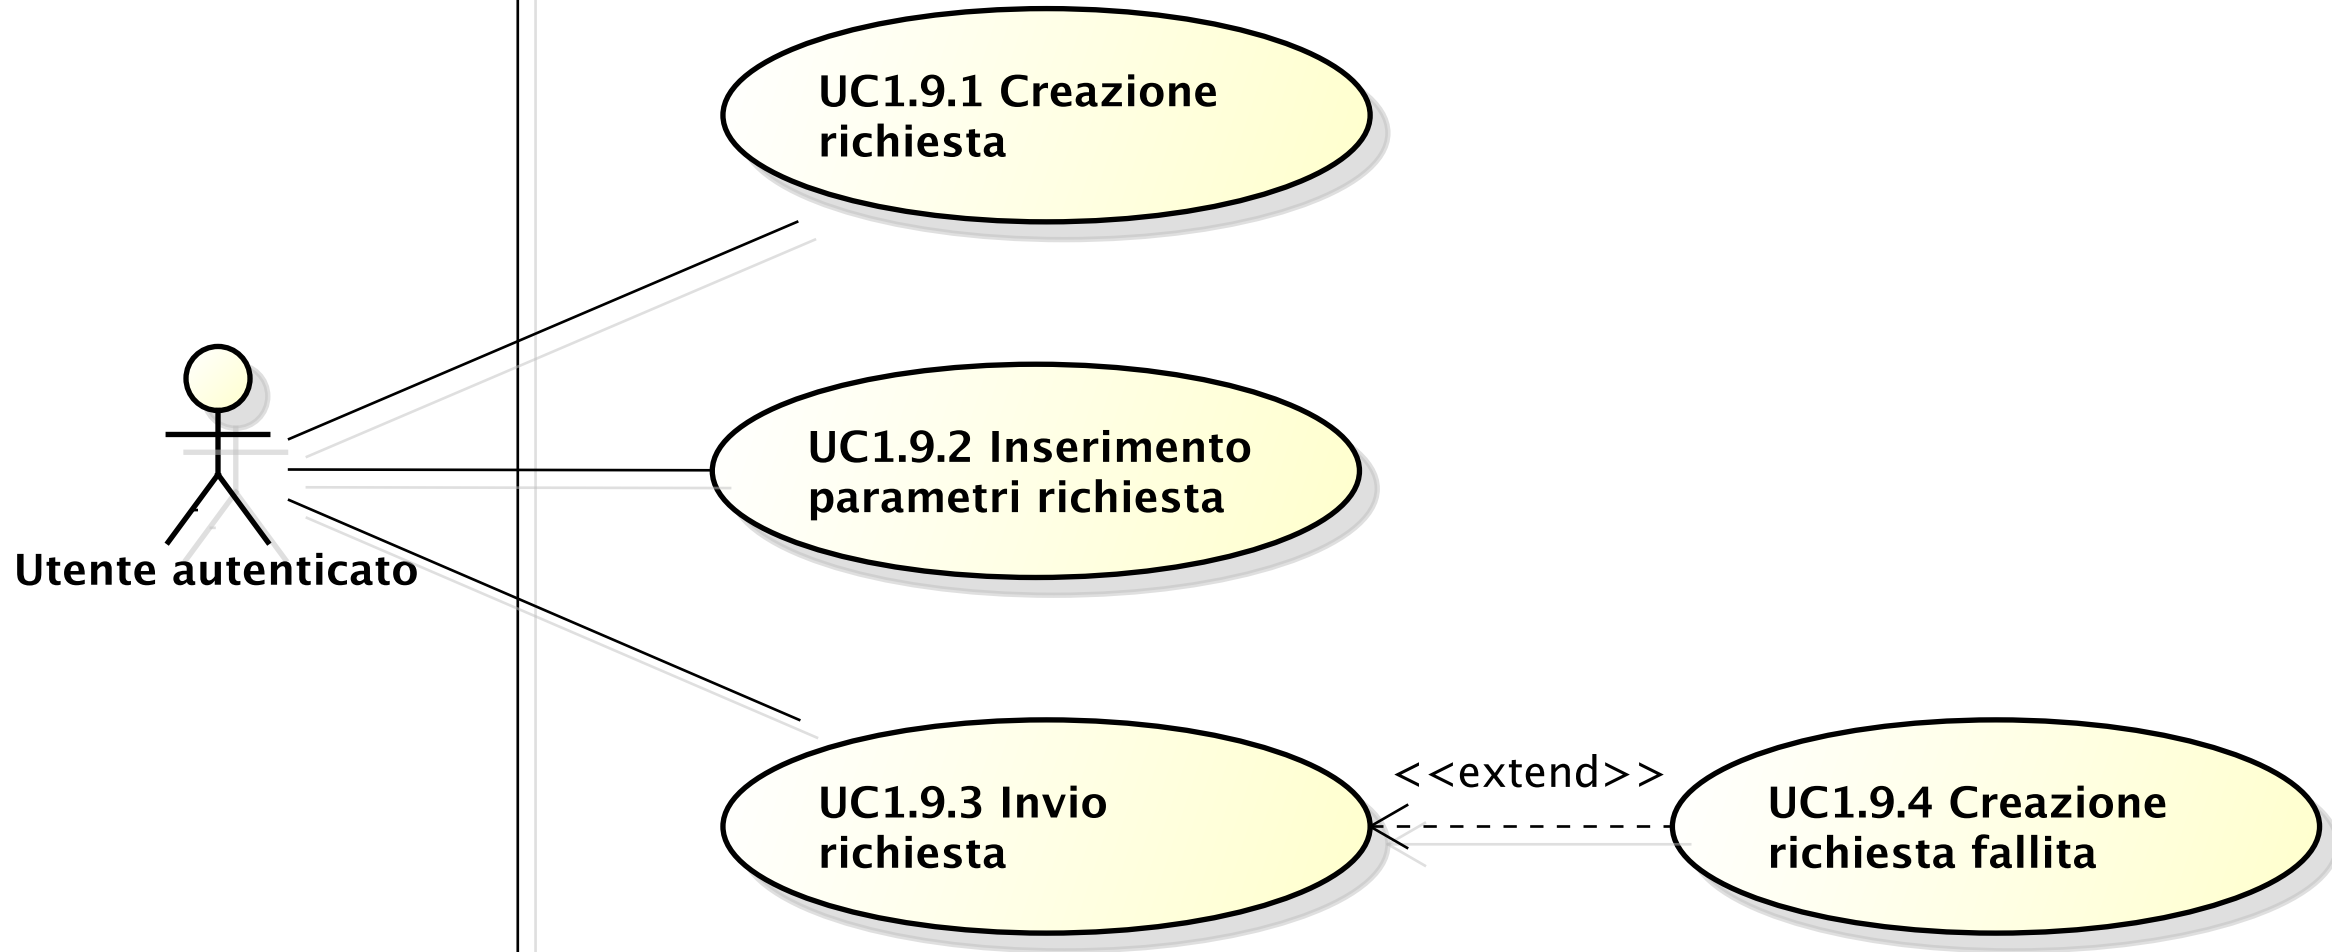 UC1.9.1 Creazione
richiesta
UC1.9.2 Inserimento
parametri richiesta
Utente autenticato
<<extend>>
UC1.9.3 Invio
richiesta
UC1.9.4 Creazione
richiesta fallita